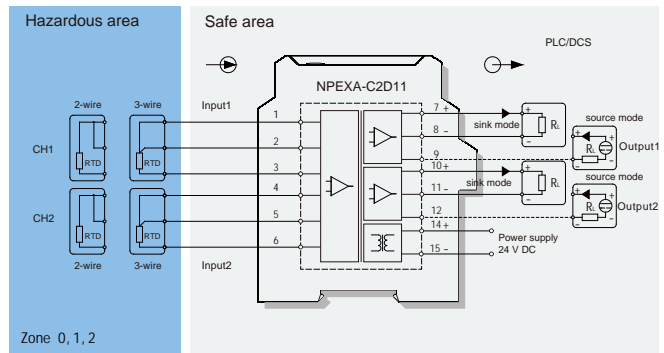 Hazardous area
Safe area
PLC/DCS
NPEXA-C2D11
2-wire
3-wire
Input1
1
2
3
4
5
6
CH1
RTD
RTD
CH2
RTD
RTD
2-wire
3-wire
Input2
7 +
8 −
9
10 +
11 −
12
14 +
15 −
sink mode
RL
source mode
+
−
RL
Output1
sink mode
RL
source mode
+
−
RL
Output2
Power supply
24 V DC
Zone 0, 1, 2